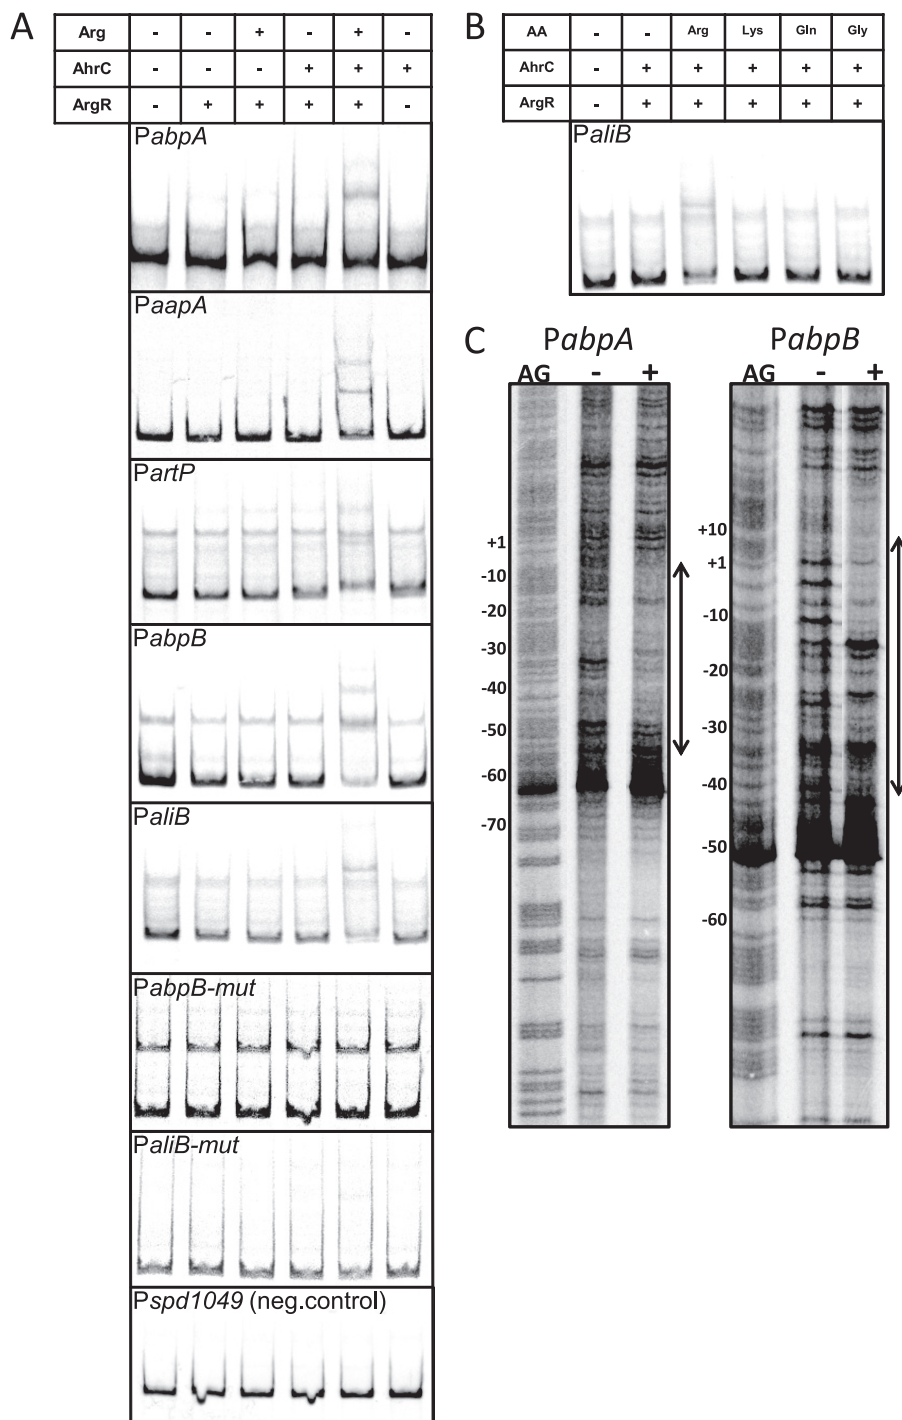 A
Arg - - + - + -
AhrC - - - + + +
ArgR - + + + + -
PabpA
PaapA
PartP
PabpB
PaliB
PabpB-mut
PaliB-mut
Pspd1049 (neg.control)
B
AA - - Arg Lys Gln Gly
AhrC - + + + + +
ArgR - + + + + +
PaliB
C
PabpA
AG - +
+1
-10
-20
-30
-40
-50
-60
-70
PabpB
AG - +
+10
+1
-10
-20
-30
-40
-50
-60